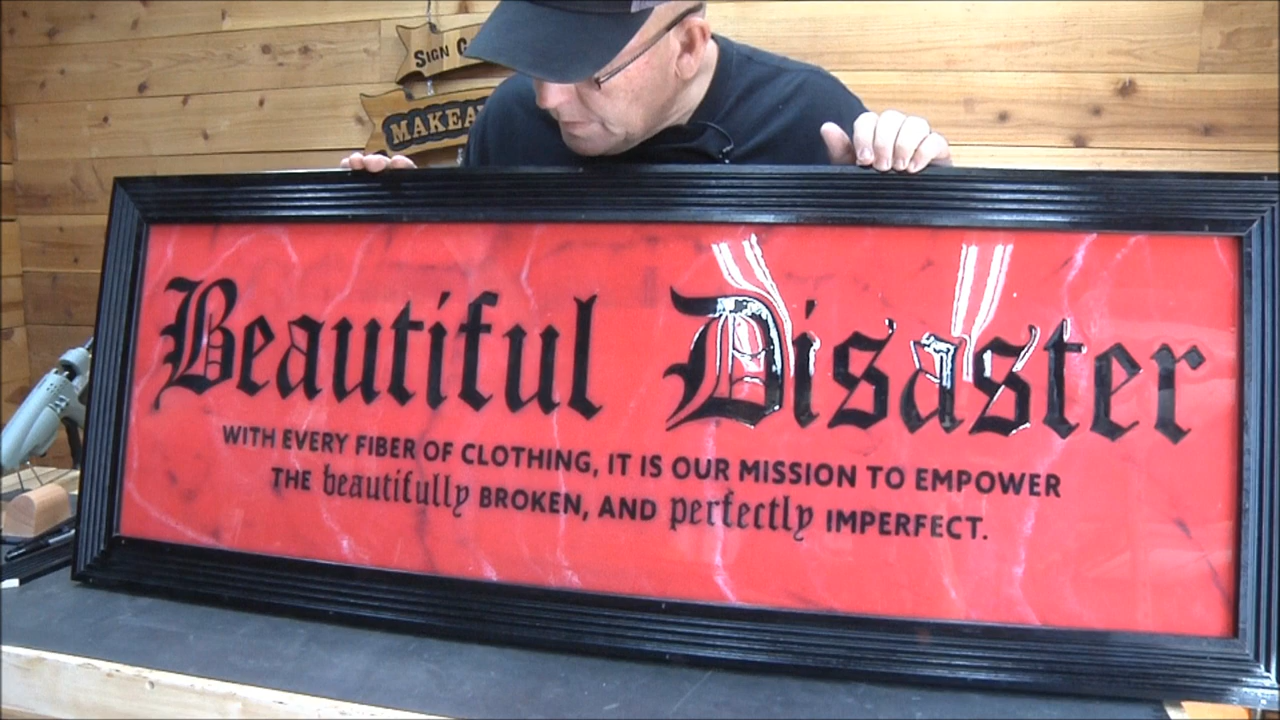 SIGN
MAKEA
Beautiful Disaster
WITH EVERY FIBER OF CLOTHING, IT IS OUR MISSION TO EMPOWER
THE beautifully BROKEN, AND perfectly IMPERFECT.